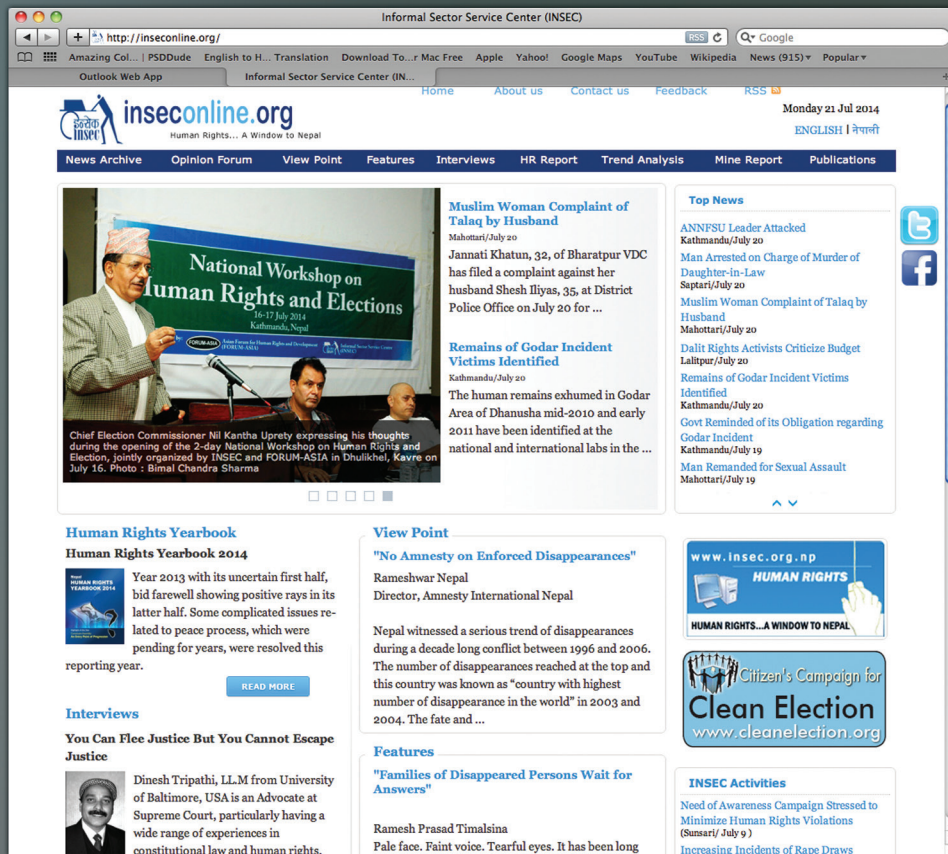 Informal Sector Service Center (INSEC)
http://inseconline.org/
RSS
Google
Amazing Col... | PSDDude English to H... Translation Download To...r Mac Free Apple Yahoo! Google Maps YouTube Wikipedia News (915) Popular
Outlook Web App
Informal Sector Service Center (IN...
Home About us Contact us Feedback RSS
इन्सेक
INSEC
inseconline.org
Human Rights... A Window to Nepal
Monday 21 Jul 2014
ENGLISH | नेपाली
News Archive Opinion Forum View Point Features Interviews HR Report Trend Analysis Mine Report Publications
National Workshop on
Human Rights and Elections
16-17 July 2014
Kathmandu, Nepal
FORUM-ASIA
Asian Forum for Human Rights and Development
(FORUM-ASIA)
Informal Sector Service Center
(INSEC)
Chief Election Commissioner Nil Kantha Uprety expressing his thoughts
during the opening of the 2-day National Workshop on Human Rights and
Election, jointly organized by INSEC and FORUM-ASIA in Dhulikhel, Kavre on
July 16. Photo : Bimal Chandra Sharma
Muslim Woman Complaint of
Talaq by Husband
Mahottari/July 20
Jannati Khatun, 32, of Bharatpur VDC
has filed a complaint against her
husband Shesh Iliyas, 35, at District
Police Office on July 20 for ...
Remains of Godar Incident
Victims Identified
Kathmandu/July 20
The human remains exhumed in Godar
Area of Dhanusha mid-2010 and early
2011 have been identified at the
national and international labs in the ...
Top News
ANNFSU Leader Attacked
Kathmandu/July 20
Man Arrested on Charge of Murder of
Daughter-in-Law
Saptari/July 20
Muslim Woman Complaint of Talaq by
Husband
Mahottari/July 20
Dalit Rights Activists Criticize Budget
Lalitpur/July 20
Remains of Godar Incident Victims
Identified
Kathmandu/July 20
Govt Reminded of its Obligation regarding
Godar Incident
Kathmandu/July 19
Man Remanded for Sexual Assault
Mahottari/July 19
Human Rights Yearbook
Human Rights Yearbook 2014
Nepal
HUMAN RIGHTS
YEARBOOK 2014
Year 2013 with its uncertain first half,
bid farewell showing positive rays in its
latter half. Some complicated issues re-
lated to peace process, which were
pending for years, were resolved this
reporting year.
READ MORE
Interviews
You Can Flee Justice But You Cannot Escape
Justice
Dinesh Tripathi, LL.M from University
of Baltimore, USA is an Advocate at
Supreme Court, particularly having a
wide range of experiences in
constitutional law and human rights.
View Point
"No Amnesty on Enforced Disappearances"
Rameshwar Nepal
Director, Amnesty International Nepal
Nepal witnessed a serious trend of disappearances
during a decade long conflict between 1996 and 2006.
The number of disappearances reached at the top and
this country was known as “country with highest
number of disappearance in the world” in 2003 and
2004. The fate and ...
Features
"Families of Disappeared Persons Wait for
Answers"
Ramesh Prasad Timalsina
Pale face. Faint voice. Tearful eyes. It has been long
www.insec.org.np
HUMAN RIGHTS
HUMAN RIGHTS...A WINDOW TO NEPAL
Citizen's Campaign for
Clean Election
www.cleanelection.org
INSEC Activities
Need of Awareness Campaign Stressed to
Minimize Human Rights Violations
(Sunsari/ July 9 )
Increasing Incidents of Rape Draws